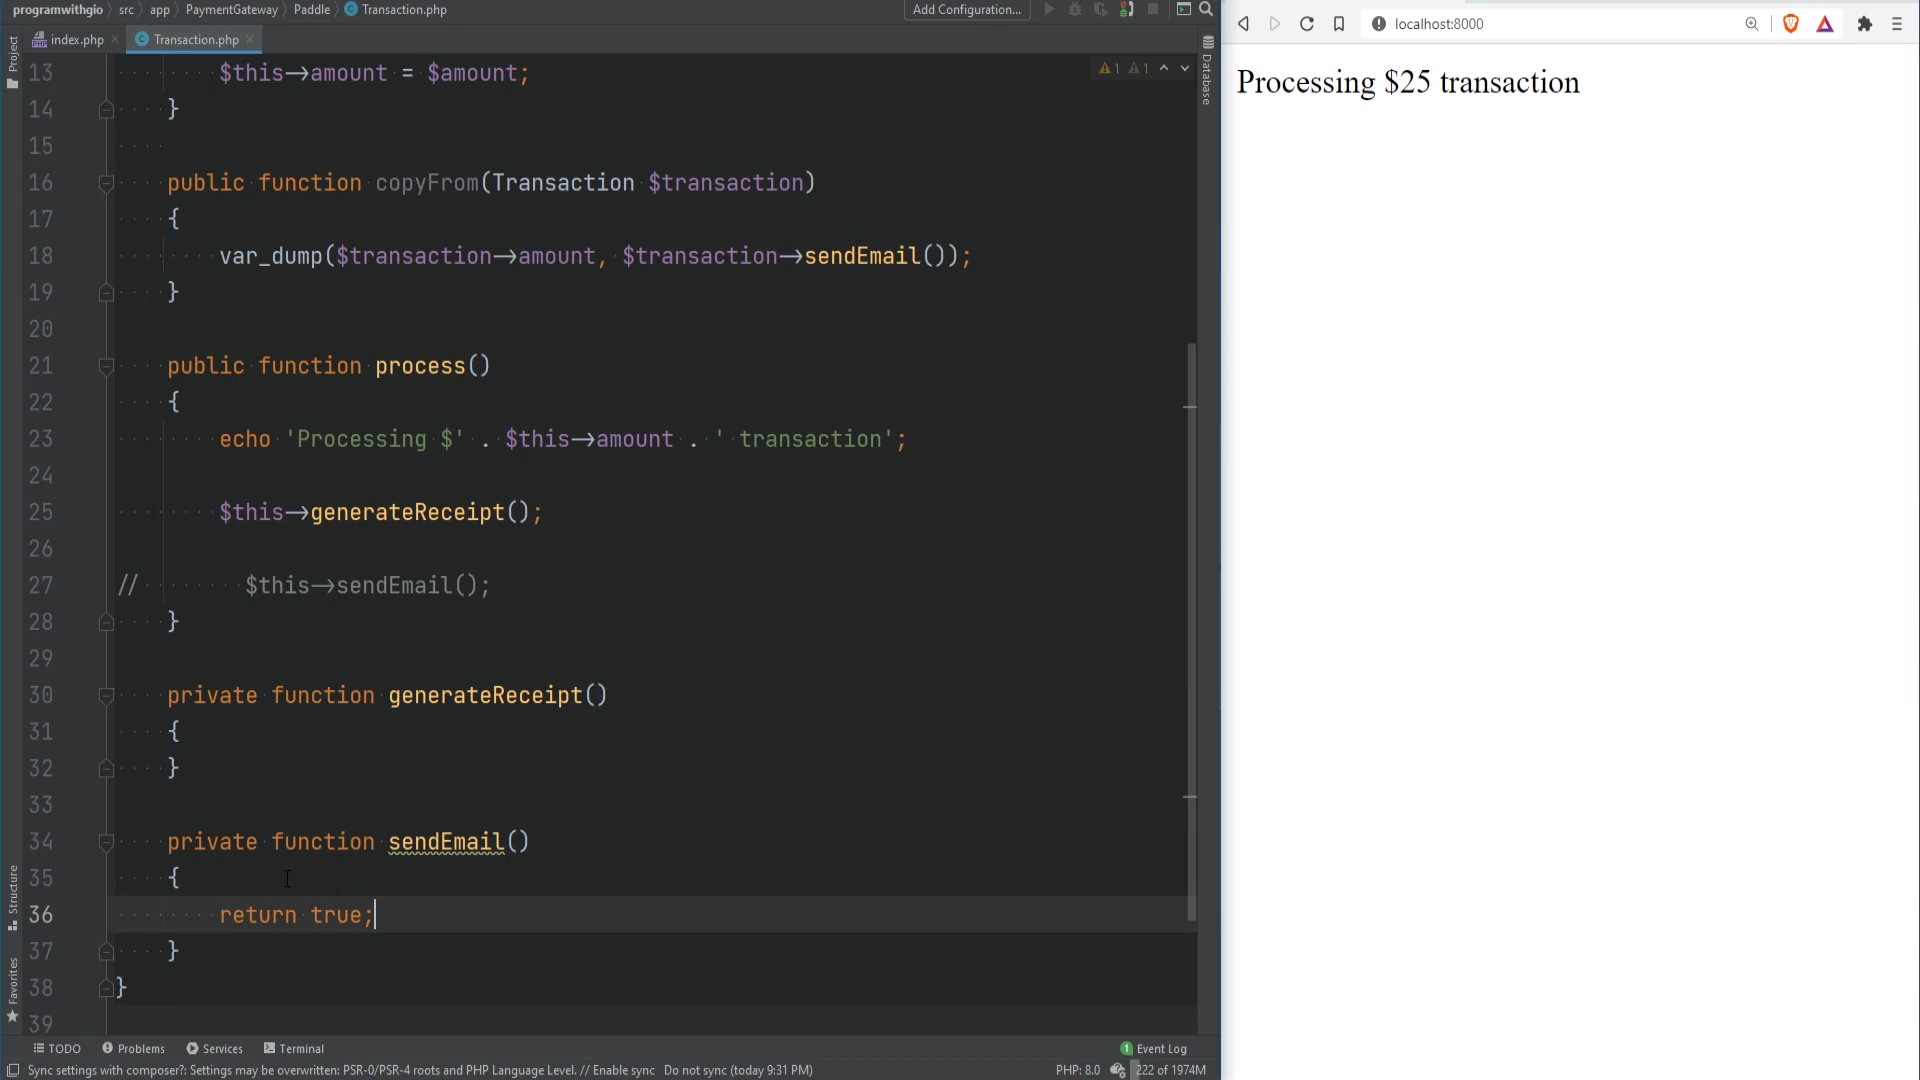 programwithgio src app PaymentGateway Paddle Transaction.php Add Configuration...
index.php Transaction.php
localhost:8000
Project
Database
Structure
Favorites
1 1
Processing $25 transaction
13 $this→amount = $amount;
14 }
15
16 public function copyFrom(Transaction $transaction)
17 {
18 var_dump($transaction→amount, $transaction→sendEmail());
19 }
20
21 public function process()
22 {
23 echo 'Processing $' . $this→amount . ' transaction';
24
25 $this→generateReceipt();
26
27 // $this→sendEmail();
28 }
29
30 private function generateReceipt()
31 {
32 }
33
34 private function sendEmail()
35 {
36 return true;
37 }
38 }
39
TODO Problems Services Terminal 1 Event Log
Sync settings with composer?: Settings may be overwritten: PSR-0/PSR-4 roots and PHP Language Level. // Enable sync Do not sync (today 9:31 PM) PHP: 8.0 222 of 1974M